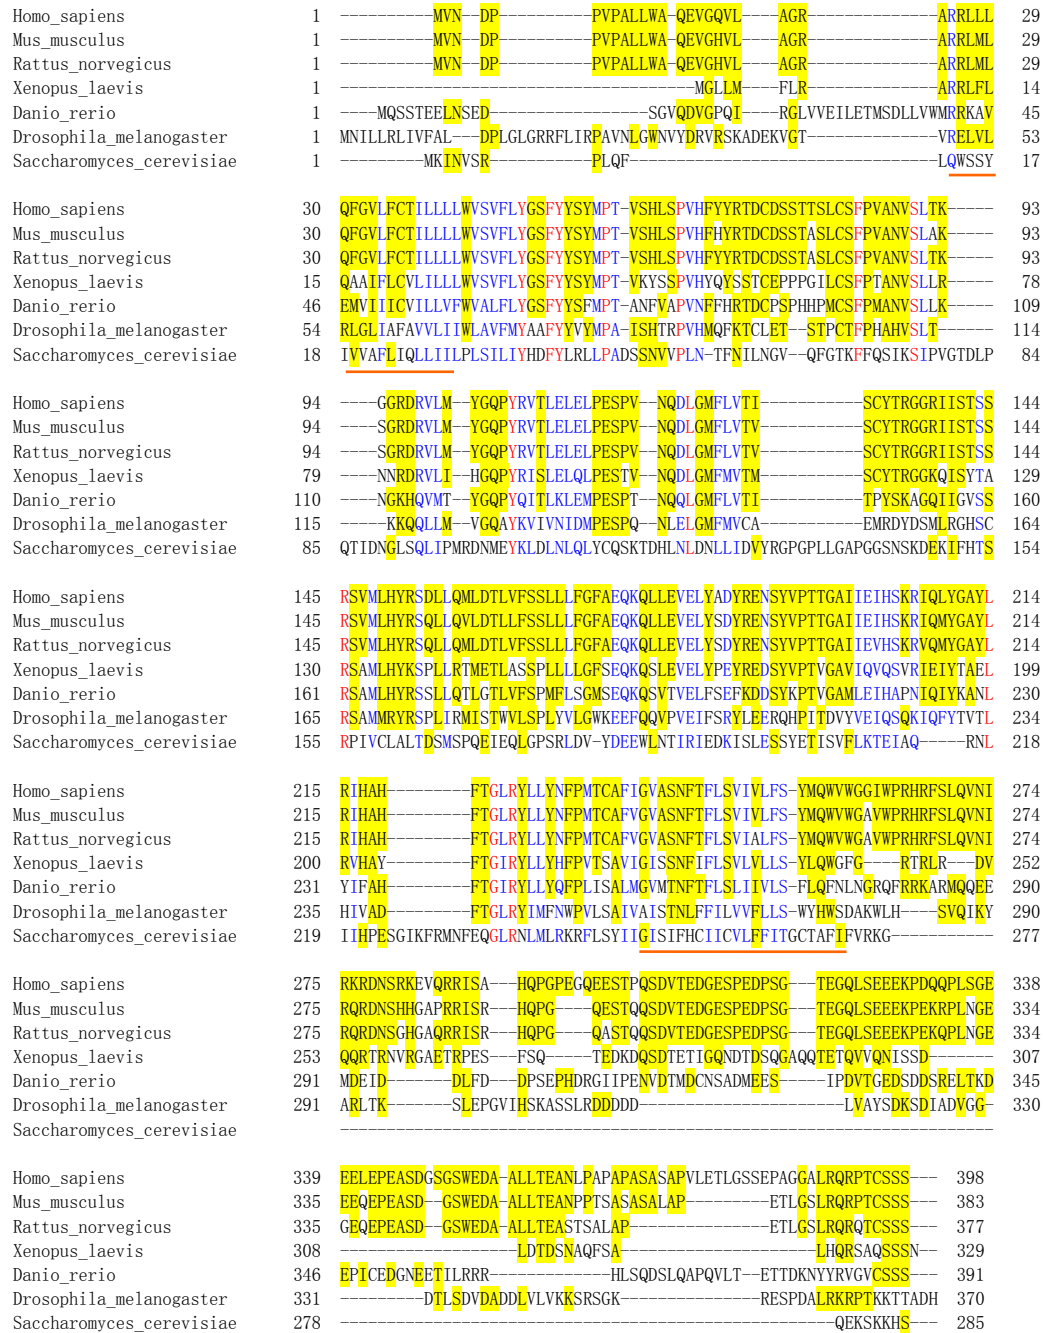 Homo_sapiens 1 ----------MVN--DP----------PVPALLWA-QEVGQVL----AGR--------------ARRLLL 29
Mus_musculus 1 ----------MVN--DP----------PVPALLWA-QEVGHVL----AGR--------------ARRLML 29
Rattus_norvegicus 1 ----------MVN--DP----------PVPALLWA-QEVGHVL----AGR--------------ARRLML 29
Xenopus_laevis 1 --------------------------------------MGLLM----FLR--------------ARRLFL 14
Danio_rerio 1 ----MQSSTEELNSED-----------------SGVQDVGPQI----RGLVVEILETMSDLLVWMRRKAV 45
Drosophila_melanogaster 1 MNILLRLIVFAL---DPLGLGRRFLIRPAVNLGWNVYDRVRSKADEKVGT--------------VRELVL 53
Saccharomyces_cerevisiae 1 ---------MKINVSR-----------PLQF---------------------------------LQWSSY 17
Homo_sapiens 30 QFGVLFCTILLLLWVSVFLYGSFYYSYMPT-VSHLSPVHFYYRTDCDSSTTSLCSFPVANVSLTK----- 93
Mus_musculus 30 QFGVLFCTILLLLWVSVFLYGSFYYSYMPT-VSHLSPVHFHYRTDCDSSTASLCSFPVANVSLAK----- 93
Rattus_norvegicus 30 QFGVLFCTILLLLWVSVFLYGSFYYSYMPT-VSHLSPVHFYYRTDCDSSTASLCSFPVANVSLTK----- 93
Xenopus_laevis 15 QAAIFLCVLILLLWVSVFLYGSFYYSYMPT-VKYSSPVHYQYSSTCEPPPGILCSFPTANVSLLR----- 78
Danio_rerio 46 EMVIIICVILLVFWVALFLYGSFYYSFMPT-ANFVAPVNFFHRTDCPSPHHPMCSFPMANVSLLK----- 109
Drosophila_melanogaster 54 RLGLIAFAVVLIIWLAVFMYAAFYYVYMPA-ISHTRPVHMQFKTCLET--STPCTFPHAHVSLT------ 114
Saccharomyces_cerevisiae 18 IVVAFLIQLLIILPLSILIYHDFYLRLLPADSSNVVPLN-TFNILNGV--QFGTKFFQSIKSIPVGTDLP 84
Homo_sapiens 94 ----GGRDRVLM--YGQPYRVTLELELPESPV--NQDLGMFLVTI-----------SCYTRGGRIISTSS 144
Mus_musculus 94 ----SGRDRVLM--YGQPYRVTLELELPESPV--NQDLGMFLVTV-----------SCYTRGGRIISTSS 144
Rattus_norvegicus 94 ----SGRDRVLM--YGQPYRVTLELELPESPV--NQDLGMFLVTV-----------SCYTRGGRIISTSS 144
Xenopus_laevis 79 ----NNRDRVLI--HGQPYRISLELQLPESTV--NQDLGMFMVTM-----------SCYTRGGKQISYTA 129
Danio_rerio 110 ----NGKHQVMT--YGQPYQITLKLEMPESPT--NQQLGMFLVTI-----------TPYSKAGQIIGVSS 160
Drosophila_melanogaster 115 -----KKQQLLM--VGQAYKVIVNIDMPESPQ--NLELGMFMVCA-----------EMRDYDSMLRGHSC 164
Saccharomyces_cerevisiae 85 QTIDNGLSQLIPMRDNMEYKLDLNLQLYCQSKTDHLNLDNLLIDVYRGPGPLLGAPGGSNSKDEKIFHTS 154
Homo_sapiens 145 RSVMLHYRSDLLQMLDTLVFSSLLLFGFAEQKQLLEVELYADYRENSYVPTTGAIIEIHSKRIQLYGAYL 214
Mus_musculus 145 RSVMLHYRSQLLQVLDTLLFSSLLLFGFAEQKQLLEVELYSDYRENSYVPTTGAIIEIHSKRIQMYGAYL 214
Rattus_norvegicus 145 RSVMLHYRSQLLQMLDTLVFSSLLLFGFAEQKQLLEVELYSDYRENSYVPTTGAIIEVHSKRVQMYGAYL 214
Xenopus_laevis 130 RSAMLHYKSPLLRTMETLASSPLLLLGFSEQKQSLEVELYPEYREDSYVPTVGAVIQVQSVRIEIYTAEL 199
Danio_rerio 161 RSAMLHYRSSLLQTLGTLVFSPMFLSGMSEQKQSVTVELFSEFKDDSYKPTVGAMLEIHAPNIQIYKANL 230
Drosophila_melanogaster 165 RSAMMRYRSPLIRMISTWVLSPLYVLGWKEEFQQVPVEIFSRYLEERQHPITDVYVEIQSQKIQFYTVTL 234
Saccharomyces_cerevisiae 155 RPIVCLALTDSMSPQEIEQLGPSRLDV-YDEEWLNTIRIEDKISLESSYETISVFLKTEIAQ-----RNL 218
Homo_sapiens 215 RIHAH---------FTGLRYLLYNFPMTCAFIGVASNFTFLSVIVLFS-YMQWVWGGIWPRHRFSLQVNI 274
Mus_musculus 215 RIHAH---------FTGLRYLLYNFPMTCAFVGVASNFTFLSVIVLFS-YMQWVWGAVWPRHRFSLQVNI 274
Rattus_norvegicus 215 RIHAH---------FTGLRYLLYNFPMTCAFVGVASNFTFLSVIALFS-YMQWVWGAVWPRHRFSLQVNI 274
Xenopus_laevis 200 RVHAY---------FTGIRYLLYHFPVTSAVIGISSNFIFLSVLVLLS-YLQWGFG----RTRLR---DV 252
Danio_rerio 231 YIFAH---------FTGIRYLLYQFPLISALMGVMTNFTFLSLIIVLS-FLQFNLNGRQFRRKARMQQEE 290
Drosophila_melanogaster 235 HIVAD---------FTGLRYIMFNWPVLSAIVAISTNLFFILVVFLLS-WYHWSDAKWLH----SVQIKY 290
Saccharomyces_cerevisiae 219 IIHPESGIKFRMNFEQGLRNLMLRKRFLSYIIGISIFHCIICVLFFITGCTAFIFVRKG----------- 277
Homo_sapiens 275 RKRDNSRKEVQRRISA---HQPGPEGQEESTPQSDVTEDGESPEDPSG---TEGQLSEEEKPDQQPLSGE 338
Mus_musculus 275 RQRDNSHHGAPRRISR---HQPG----QESTQQSDVTEDGESPEDPSG---TEGQLSEEEKPEKRPLNGE 334
Rattus_norvegicus 275 RQRDNSGHGAQRRISR---HQPG----QASTQQSDVTEDGESPEDPSG---TEGQLSEEEKPEKQPLNGE 334
Xenopus_laevis 253 QQRTRNVRGAETRPES---FSQ-----TEDKDQSDTETIGQNDTDSQGAQQTETQVVQNISSD------- 307
Danio_rerio 291 MDEID-------DLFD---DPSEPHDRGIIPENVDTMDCNSADMEES-----IPDVTGEDSDDSRELTKD 345
Drosophila_melanogaster 291 ARLTK-------SLEPGVIHSKASSLRDDDDD----------------------LVAYSDKSDIADVGG- 330
Saccharomyces_cerevisiae ----------------------------------------------------------------------
Homo_sapiens 339 EELEPEASDGSGSWEDA-ALLTEANLPAPAPASASAPVLETLGSSEPAGGALRQRPTCSSS--- 398
Mus_musculus 335 EEQEPEASD--GSWEDA-ALLTEANPPTSASASALAP---------ETLGSLRQRPTCSSS--- 383
Rattus_norvegicus 335 GEQEPEASD--GSWEDA-ALLTEASTSALAP---------------ETLGSLRQRQTCSSS--- 377
Xenopus_laevis 308 -------------------LDTDSNAQFSA---------------------LHQRSAQSSSN-- 329
Danio_rerio 346 EPICEDGNEETILRRR-------------HLSQDSLQAPQVLT--ETTDKNYYRVGVCSSS--- 391
Drosophila_melanogaster 331 ---------DTLSDVDADDLVLVKKSRSGK---------------RESPDALRKRPTKKTTADH 370
Saccharomyces_cerevisiae 278 -----------------------------------------------------QEKSKKHS--- 285